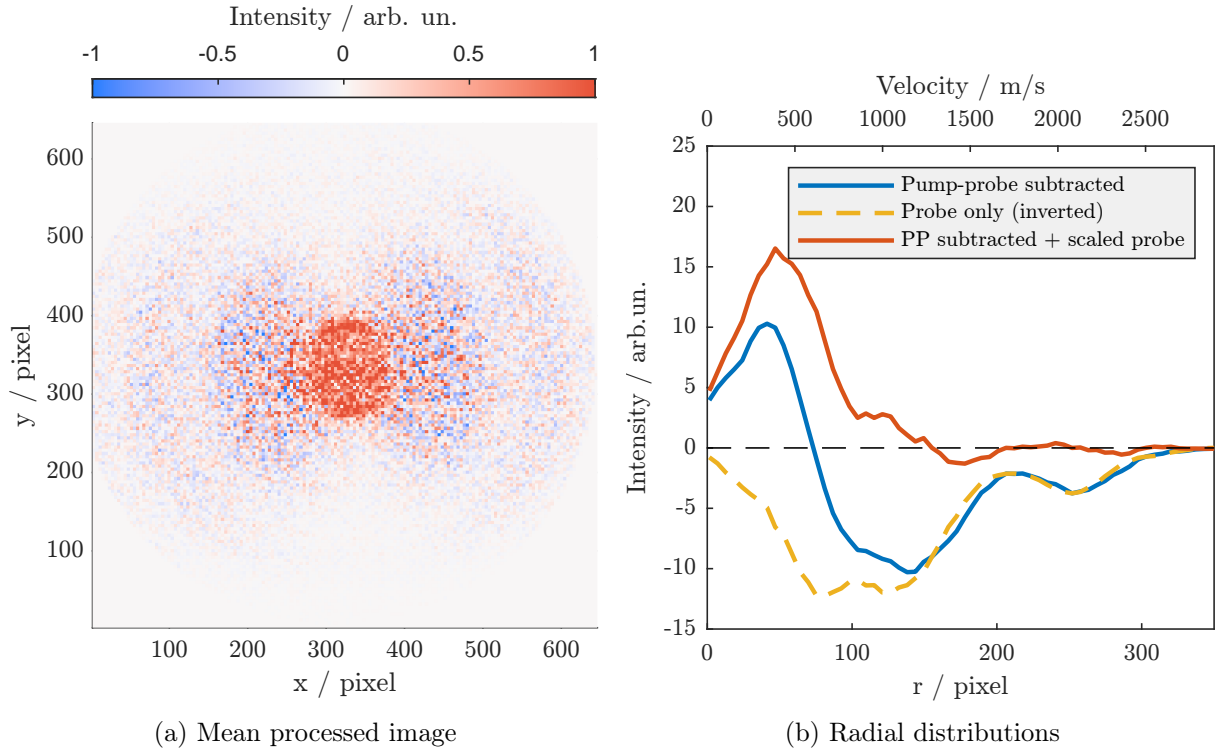 Intensity / arb. un.
-1 -0.5 0 0.5 1
600
500
400
300
200
100
y / pixel
100 200 300 400 500 600
x / pixel
(a) Mean processed image
Velocity / m/s
0 500 1000 1500 2000 2500
25
20
15
10
5
0
-5
-10
-15
Intensity / arb.un.
Pump-probe subtracted
Probe only (inverted)
PP subtracted + scaled probe
0 100 200 300
r / pixel
(b) Radial distributions